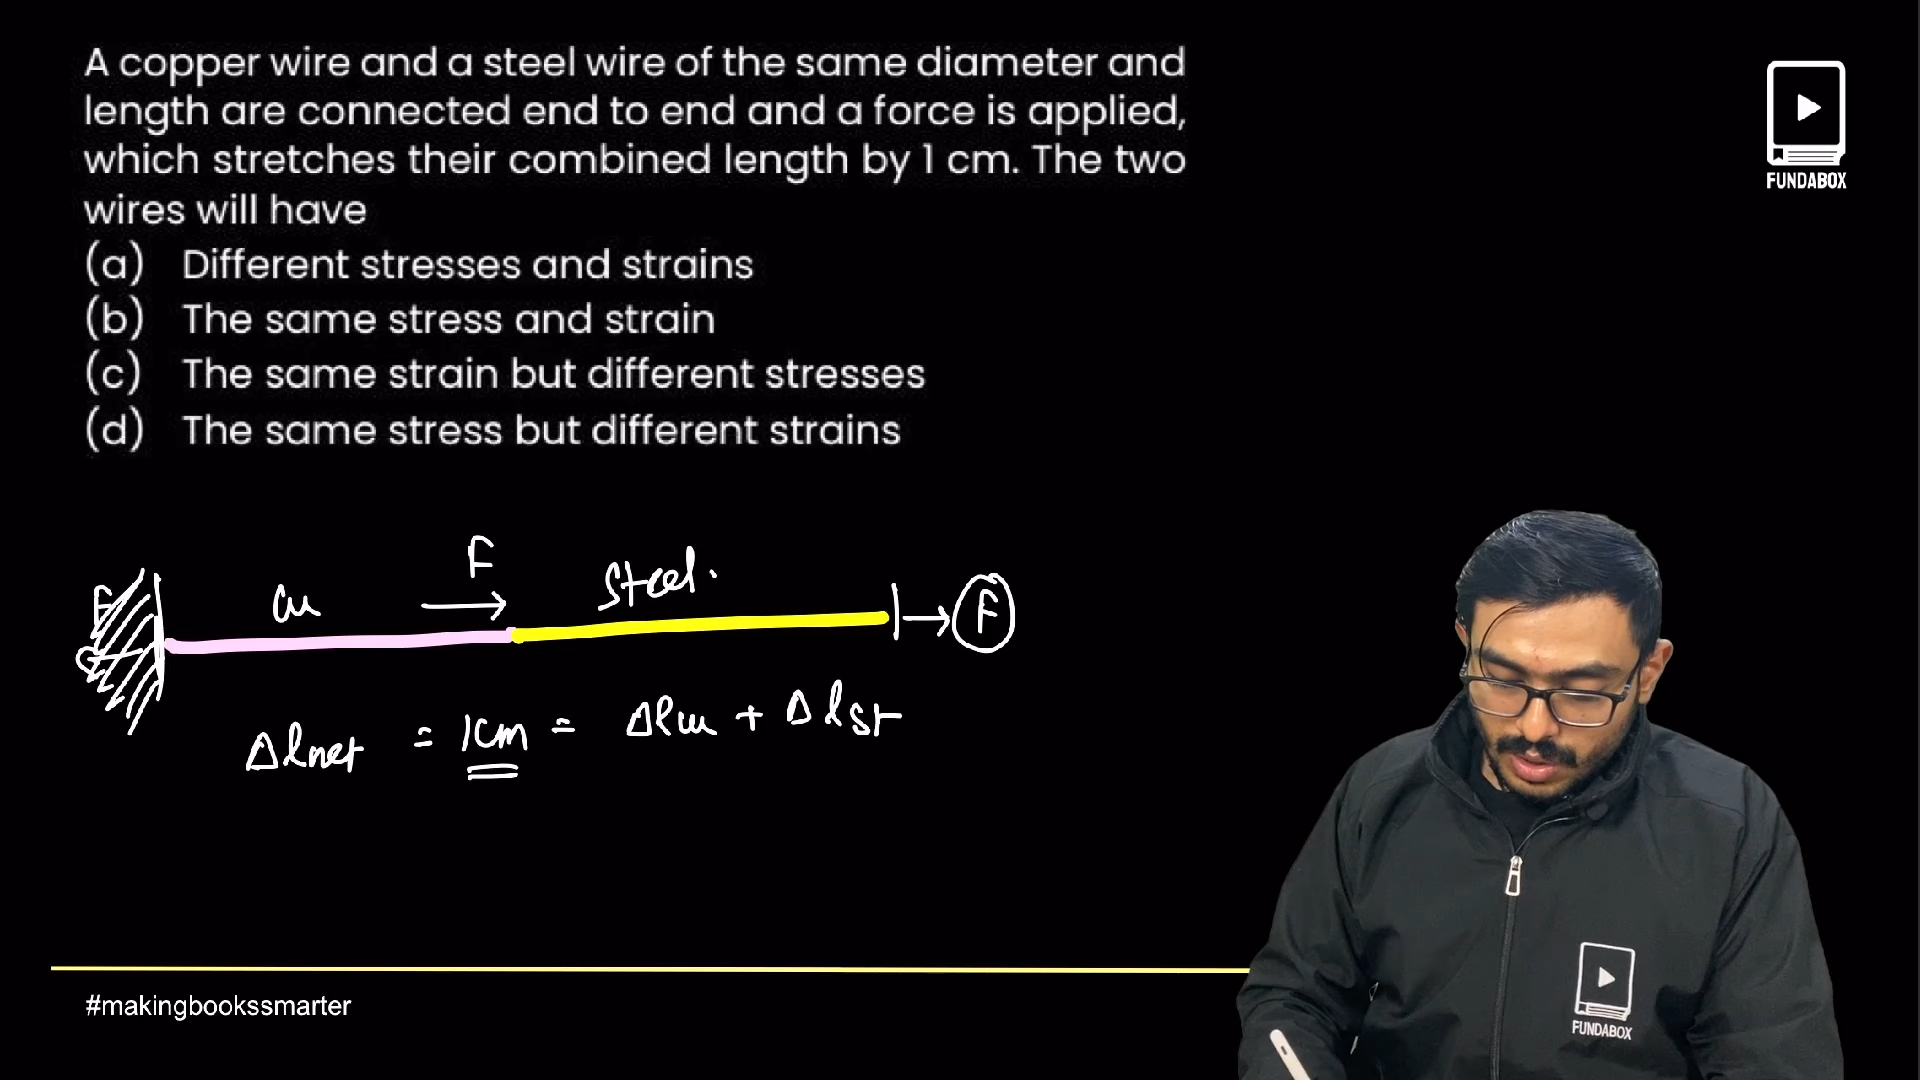 A copper wire and a steel wire of the same diameter and
length are connected end to end and a force is applied,
which stretches their combined length by 1 cm. The two
wires will have
(a) Different stresses and strains
(b) The same stress and strain
(c) The same strain but different stresses
(d) The same stress but different strains
FUNDABOX
F
Cu
F
Steel.
F
Δlnet = 1cm = Δlcu + Δlst
#makingbookssmarter
FUNDABOX